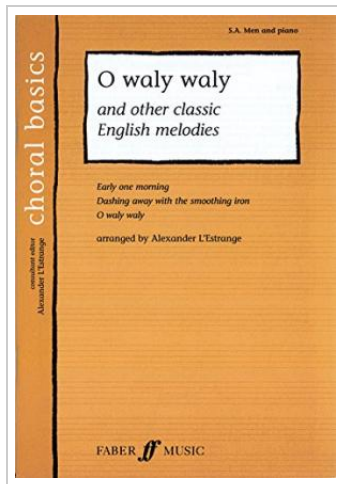 S.A. Men and piano
O waly waly
and other classic
English melodies
Early one morning
Dashing away with the smoothing iron
O waly waly
arranged by Alexander L'Estrange
choral basics
consultant editor
Alexander L'Estrange
FABER ff MUSIC